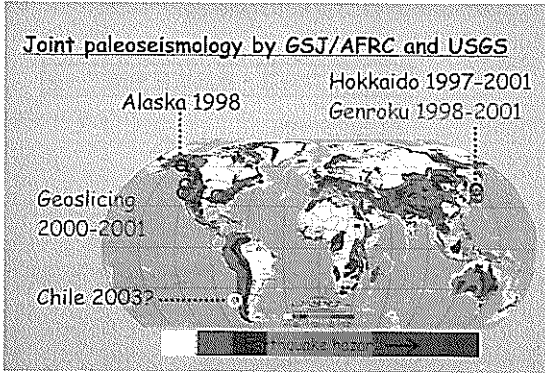 Joint paleoseismology by GSJ/AFRC and USGS
Hokkaido 1997-2001
Alaska 1998
Genroku 1998-2001
Geoslicing
2000-2001
Chile 2003?